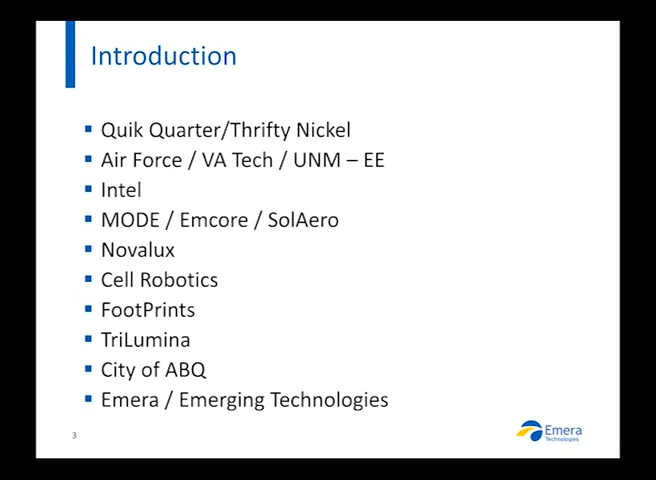 Introduction
▪ Quik Quarter/Thrifty Nickel
▪ Air Force / VA Tech / UNM – EE
▪ Intel
▪ MODE / Emcore / SolAero
▪ Novalux
▪ Cell Robotics
▪ FootPrints
▪ TriLumina
▪ City of ABQ
▪ Emera / Emerging Technologies
3
Emera
Technologies